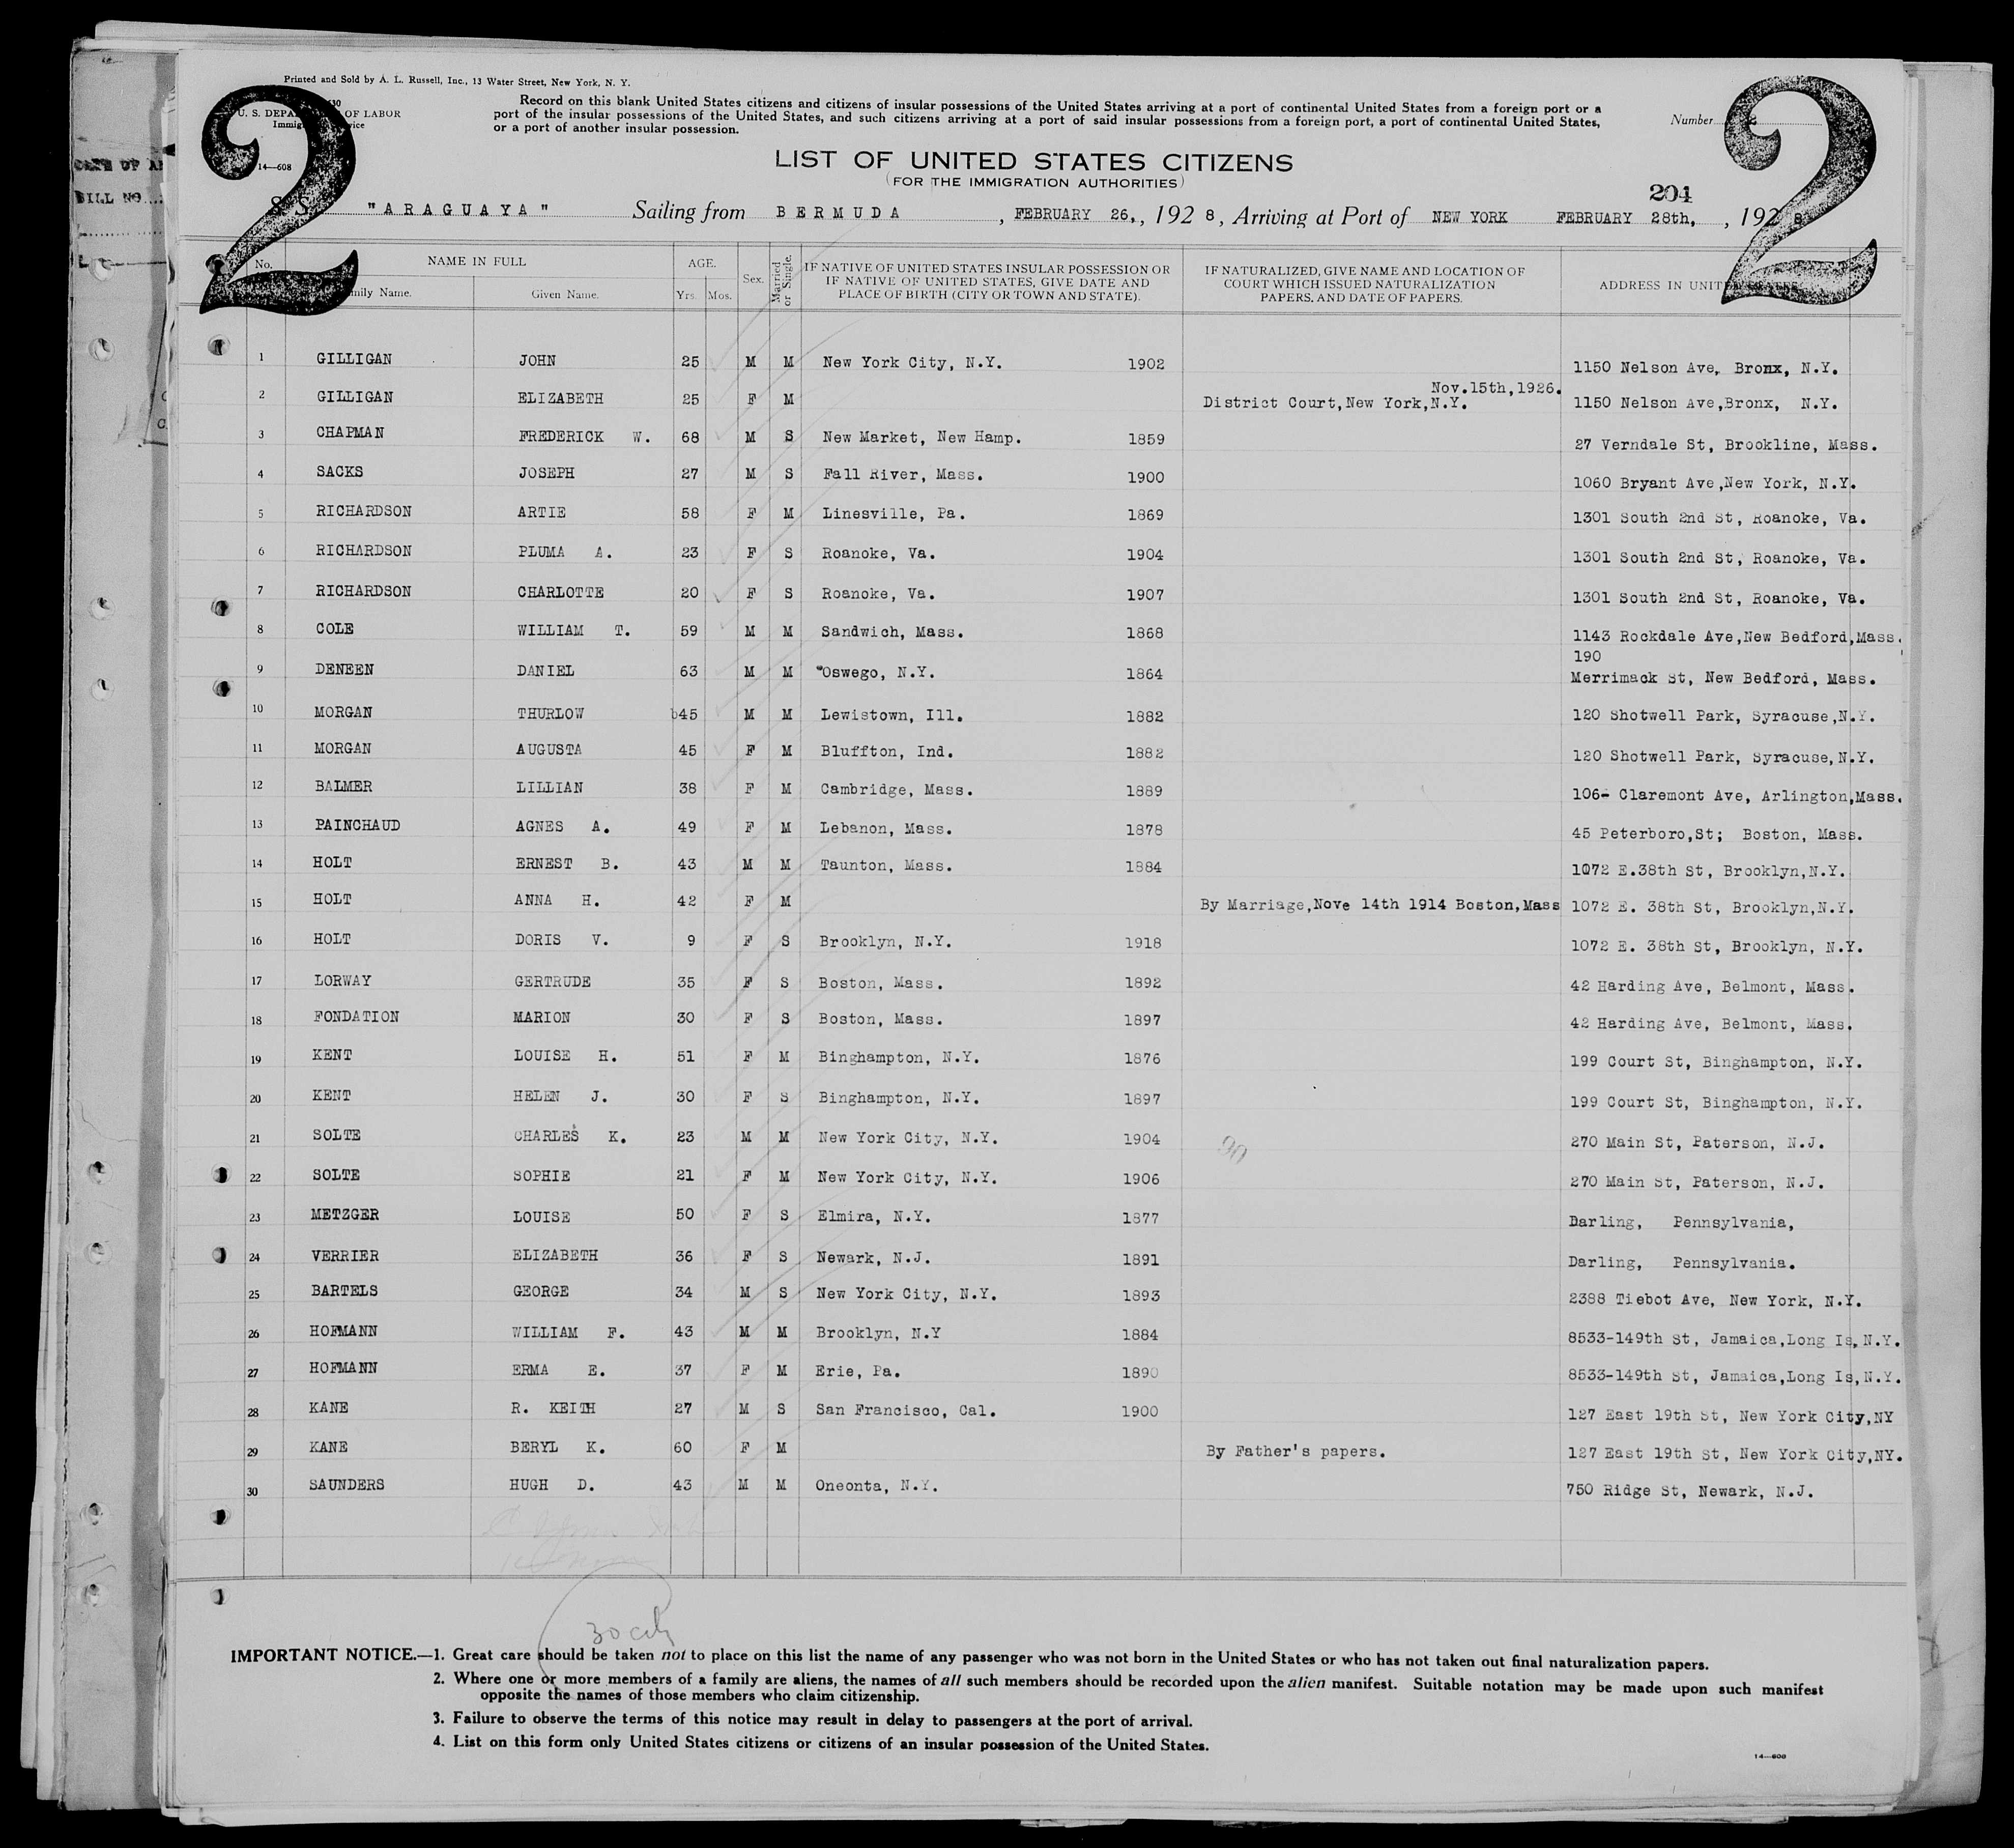 Printed and Sold by A. L. Russell, Inc., 13 Water Street, New York, N. Y.
U. S. DEPA OF LABOR
14—608
Record on this blank United States citizens and citizens of insular possessions of the United States arriving at a port of continental United States from a foreign port or a
port of the insular possessions of the United States, and such citizens arriving at a port of said insular possessions from a foreign port, a port of continental United States,
or a port of another insular possession.
Number
2
2
LIST OF UNITED STATES CITIZENS
(FOR THE IMMIGRATION AUTHORITIES)
204
S S "ARAGUAYA" Sailing from BERMUDA, FEBRUARY 26,, 1928, Arriving at Port of NEW YORK FEBRUARY 28th, , 1928
No. NAME IN FULL AGE. Sex. Married or Single. IF NATIVE OF UNITED STATES INSULAR POSSESSION OR IF NATIVE OF UNITED STATES, GIVE DATE AND PLACE OF BIRTH (CITY OR TOWN AND STATE). IF NATURALIZED, GIVE NAME AND LOCATION OF COURT WHICH ISSUED NATURALIZATION PAPERS, AND DATE OF PAPERS. ADDRESS IN UNITED STATES
mily Name. Given Name. Yrs. Mos.
1 GILLIGAN JOHN 25 M M New York City, N.Y. 1902 1150 Nelson Ave, Bronx, N.Y.
Nov.15th,1926.
2 GILLIGAN ELIZABETH 25 F M District Court,New York,N.Y. 1150 Nelson Ave,Bronx, N.Y.
3 CHAPMAN FREDERICK W. 68 M S New Market, New Hamp. 1859 27 Verndale St, Brookline, Mass.
4 SACKS JOSEPH 27 M S Fall River, Mass. 1900 1060 Bryant Ave,New York, N.Y.
5 RICHARDSON ARTIE 58 F M Linesville, Pa. 1869 1301 South 2nd St, Roanoke, Va.
6 RICHARDSON PLUMA A. 23 F S Roanoke, Va. 1904 1301 South 2nd St, Roanoke, Va.
7 RICHARDSON CHARLOTTE 20 F S Roanoke, Va. 1907 1301 South 2nd St, Roanoke, Va.
8 COLE WILLIAM T. 59 M M Sandwich, Mass. 1868 1143 Rockdale Ave,New Bedford,Mass.
190
9 DENEEN DANIEL 63 M M Oswego, N.Y. 1864 Merrimack St, New Bedford, Mass.
10 MORGAN THURLOW 45 M M Lewistown, Ill. 1882 120 Shotwell Park, Syracuse,N.Y.
11 MORGAN AUGUSTA 45 F M Bluffton, Ind. 1882 120 Shotwell Park, Syracuse,N.Y.
12 BALMER LILLIAN 38 F M Cambridge, Mass. 1889 106- Claremont Ave, Arlington,Mass.
13 PAINCHAUD AGNES A. 49 F M Lebanon, Mass. 1878 45 Peterboro,St; Boston, Mass.
14 HOLT ERNEST B. 43 M M Taunton, Mass. 1884 1072 E.38th St, Brooklyn,N.Y.
15 HOLT ANNA H. 42 F M By Marriage,Nove 14th 1914 Boston,Mass 1072 E. 38th St, Brooklyn,N.Y.
16 HOLT DORIS V. 9 F S Brooklyn, N.Y. 1918 1072 E. 38th St, Brooklyn, N.Y.
17 LORWAY GERTRUDE 35 F S Boston, Mass. 1892 42 Harding Ave, Belmont, Mass.
18 FONDATION MARION 30 F S Boston, Mass. 1897 42 Harding Ave, Belmont, Mass.
19 KENT LOUISE H. 51 F M Binghampton, N.Y. 1876 199 Court St, Binghampton, N.Y.
20 KENT HELEN J. 30 F S Binghampton, N.Y. 1897 199 Court St, Binghampton, N.Y.
21 SOLTE CHARLES K. 23 M M New York City, N.Y. 1904 270 Main St, Paterson, N.J.
22 SOLTE SOPHIE 21 F M New York City, N.Y. 1906 270 Main St, Paterson, N.J.
23 METZGER LOUISE 50 F S Elmira, N.Y. 1877 Darling, Pennsylvania,
24 VERRIER ELIZABETH 36 F S Newark, N.J. 1891 Darling, Pennsylvania.
25 BARTELS GEORGE 34 M S New York City, N.Y. 1893 2388 Tiebot Ave, New York, N.Y.
26 HOFMANN WILLIAM F. 43 M M Brooklyn, N.Y 1884 8533-149th St, Jamaica,Long Is,N.Y.
27 HOFMANN ERMA E. 37 F M Erie, Pa. 1890 8533-149th St, Jamaica,Long Is,N.Y.
28 KANE R. KEITH 27 M S San Francisco, Cal. 1900 127 East 19th St, New York City,NY
29 KANE BERYL K. 60 F M By Father's papers. 127 East 19th St, New York City,NY.
30 SAUNDERS HUGH D. 43 M M Oneonta, N.Y. 750 Ridge St, Newark, N.J.
30
IMPORTANT NOTICE.—1. Great care should be taken not to place on this list the name of any passenger who was not born in the United States or who has not taken out final naturalization papers.
2. Where one or more members of a family are aliens, the names of all such members should be recorded upon the alien manifest. Suitable notation may be made upon such manifest
opposite the names of those members who claim citizenship.
3. Failure to observe the terms of this notice may result in delay to passengers at the port of arrival.
4. List on this form only United States citizens or citizens of an insular possession of the United States.
14—608